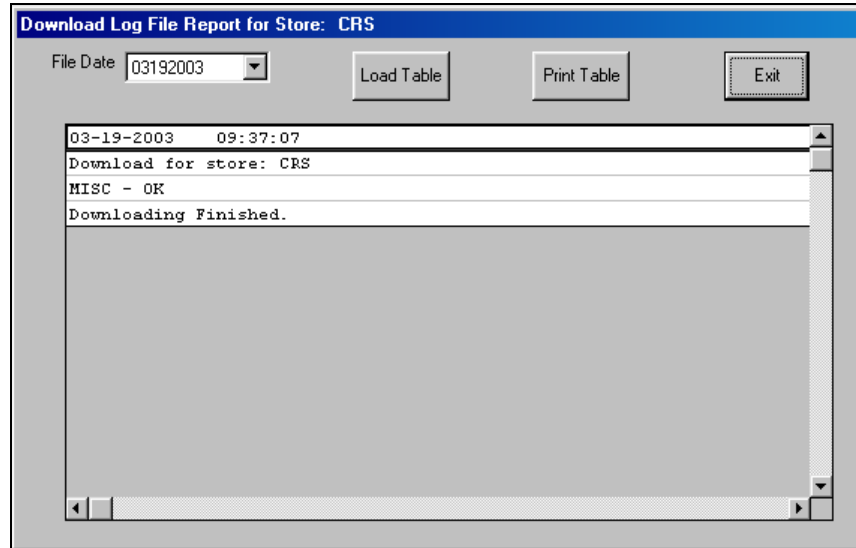 Download Log File Report for Store: CRS
File Date 03192003 Load Table Print Table Exit
03-19-2003 09:37:07
Download for store: CRS
MISC - OK
Downloading Finished.